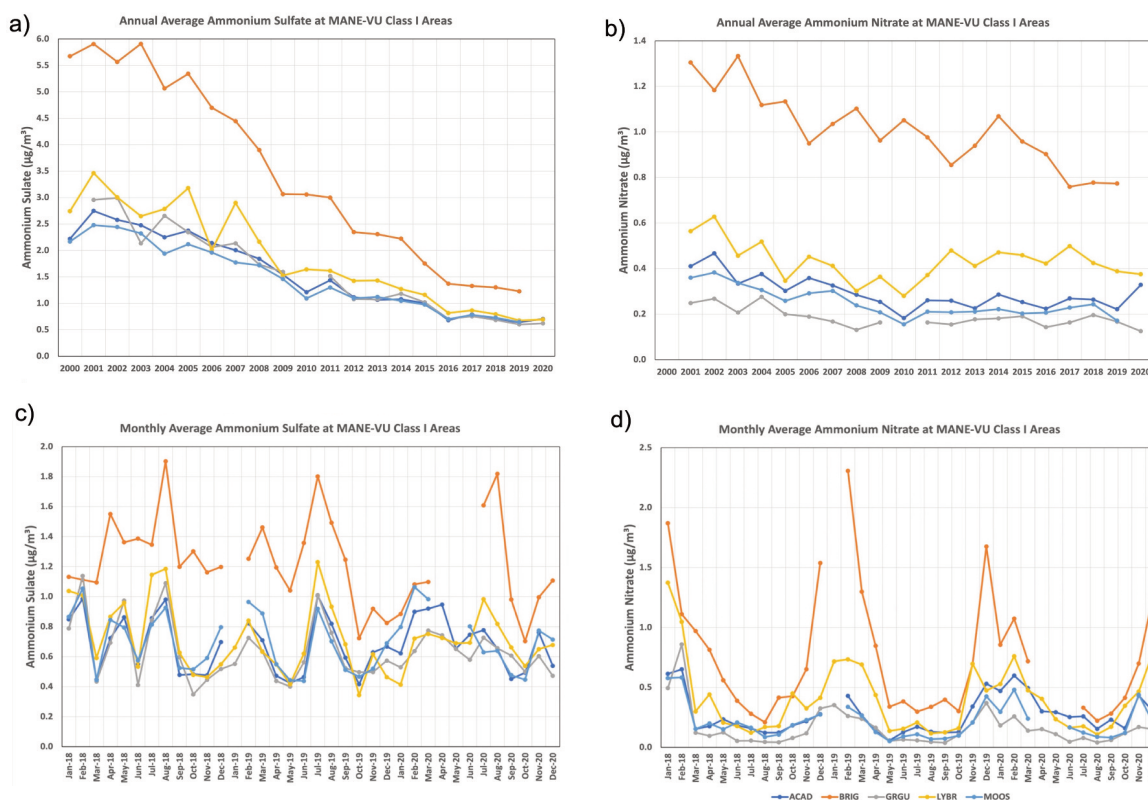 a)
Annual Average Ammonium Sulfate at MANE-VU Class I Areas
Ammonium Sulate (µg/m³)
6.0
5.5
5.0
4.5
4.0
3.5
3.0
2.5
2.0
1.5
1.0
0.5
0.0
2000 2001 2002 2003 2004 2005 2006 2007 2008 2009 2010 2011 2012 2013 2014 2015 2016 2017 2018 2019 2020
b)
Annual Average Ammonium Nitrate at MANE-VU Class I Areas
Ammonium Nitrate (µg/m³)
1.4
1.2
1.0
0.8
0.6
0.4
0.2
0.0
2000 2001 2002 2003 2004 2005 2006 2007 2008 2009 2010 2011 2012 2013 2014 2015 2016 2017 2018 2019 2020
c)
Monthly Average Ammonium Sulfate at MANE-VU Class I Areas
Ammonium Sulate (µg/m³)
2.0
1.8
1.6
1.4
1.2
1.0
0.8
0.6
0.4
0.2
0.0
Jan-18 Feb-18 Mar-18 Apr-18 May-18 Jun-18 Jul-18 Aug-18 Sep-18 Oct-18 Nov-18 Dec-18 Jan-19 Feb-19 Mar-19 Apr-19 May-19 Jun-19 Jul-19 Aug-19 Sep-19 Oct-19 Nov-19 Dec-19 Jan-20 Feb-20 Mar-20 Apr-20 May-20 Jun-20 Jul-20 Aug-20 Sep-20 Oct-20 Nov-20 Dec-20
d)
Monthly Average Ammonium Nitrate at MANE-VU Class I Areas
Ammonium Nitrate (µg/m³)
2.5
2.0
1.5
1.0
0.5
0.0
Jan-18 Feb-18 Mar-18 Apr-18 May-18 Jun-18 Jul-18 Aug-18 Sep-18 Oct-18 Nov-18 Dec-18 Jan-19 Feb-19 Mar-19 Apr-19 May-19 Jun-19 Jul-19 Aug-19 Sep-19 Oct-19 Nov-19 Dec-19 Jan-20 Feb-20 Mar-20 Apr-20 May-20 Jun-20 Jul-20 Aug-20 Sep-20 Oct-20 Nov-20
ACAD BRIG GRGU LYBR MOOS